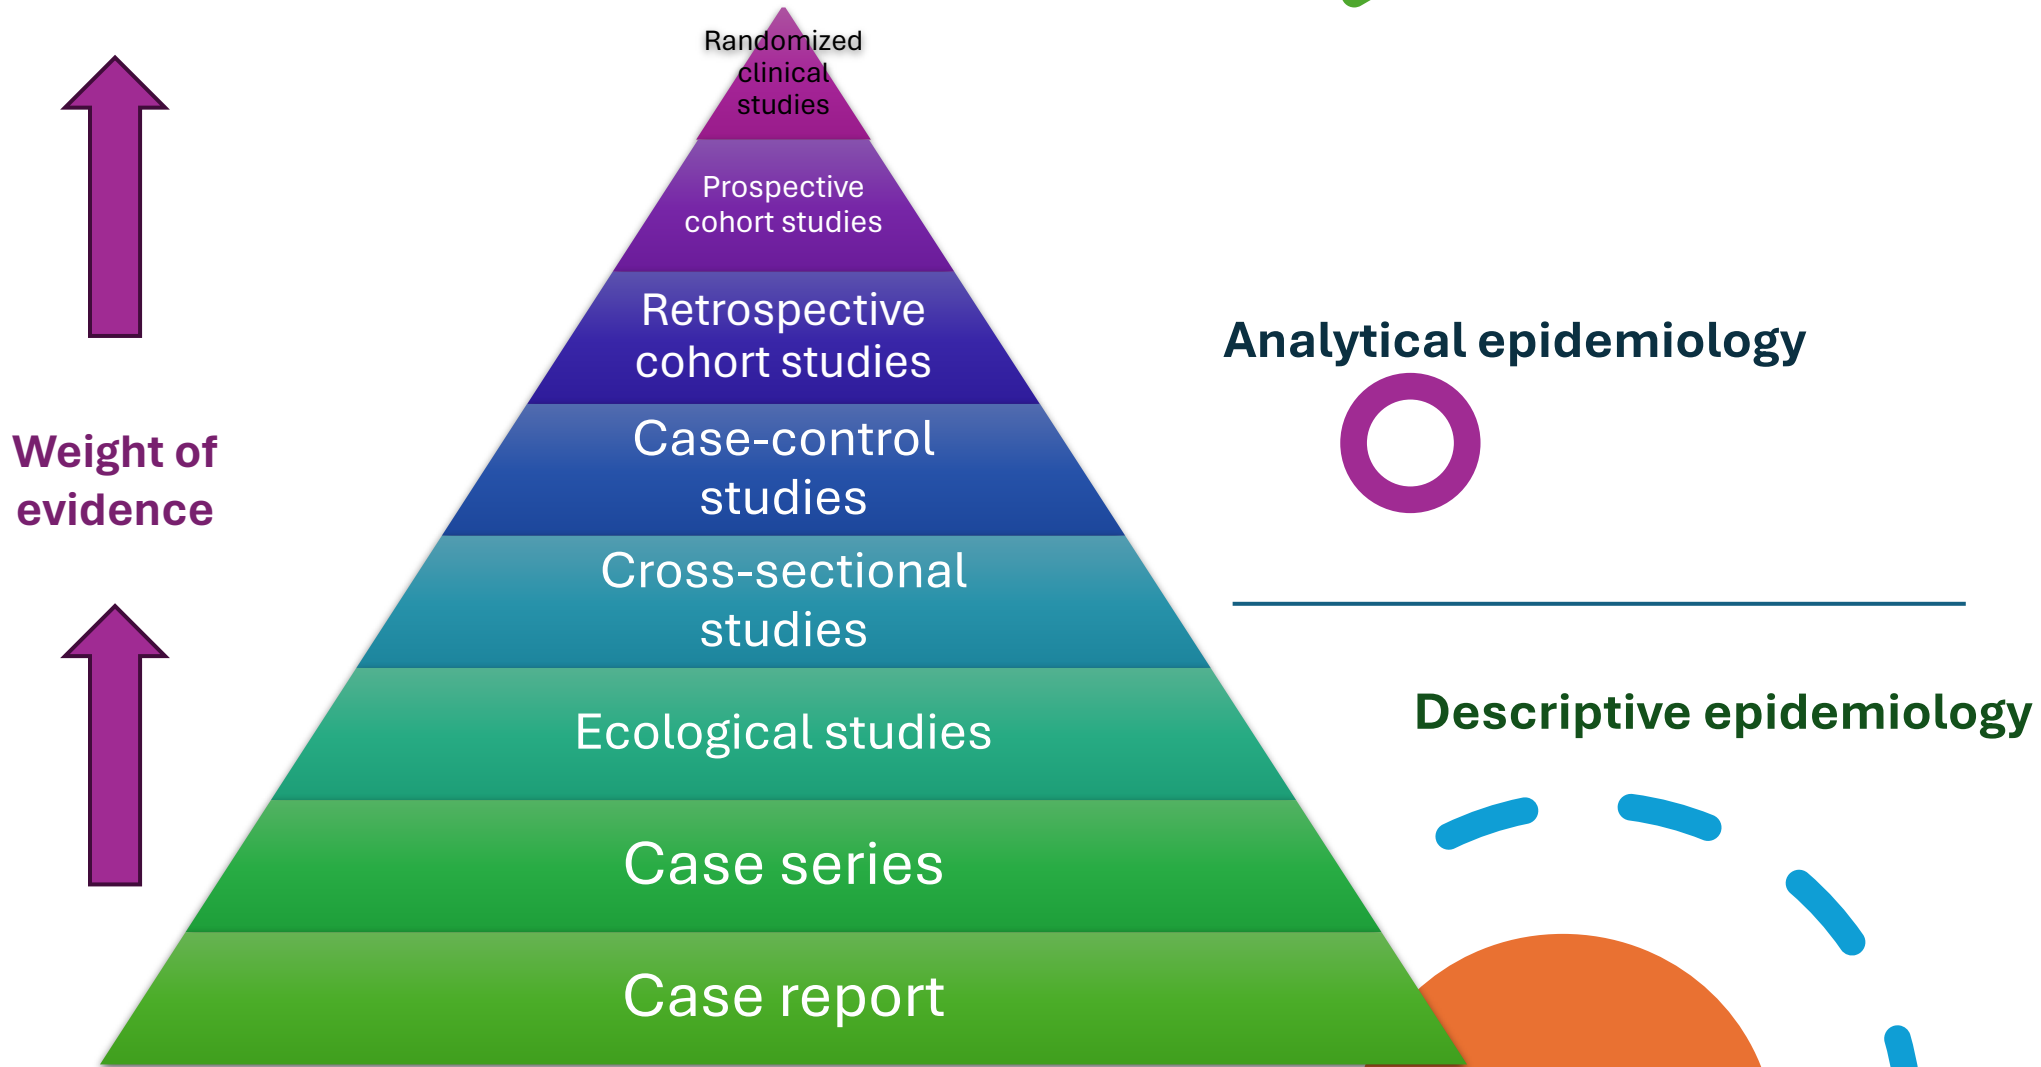 Randomized
clinical
studies
Prospective
cohort studies
Retrospective
cohort studies
Case-control
studies
Cross-sectional
studies
Ecological studies
Case series
Case report
Weight of
evidence
Analytical epidemiology
Descriptive epidemiology